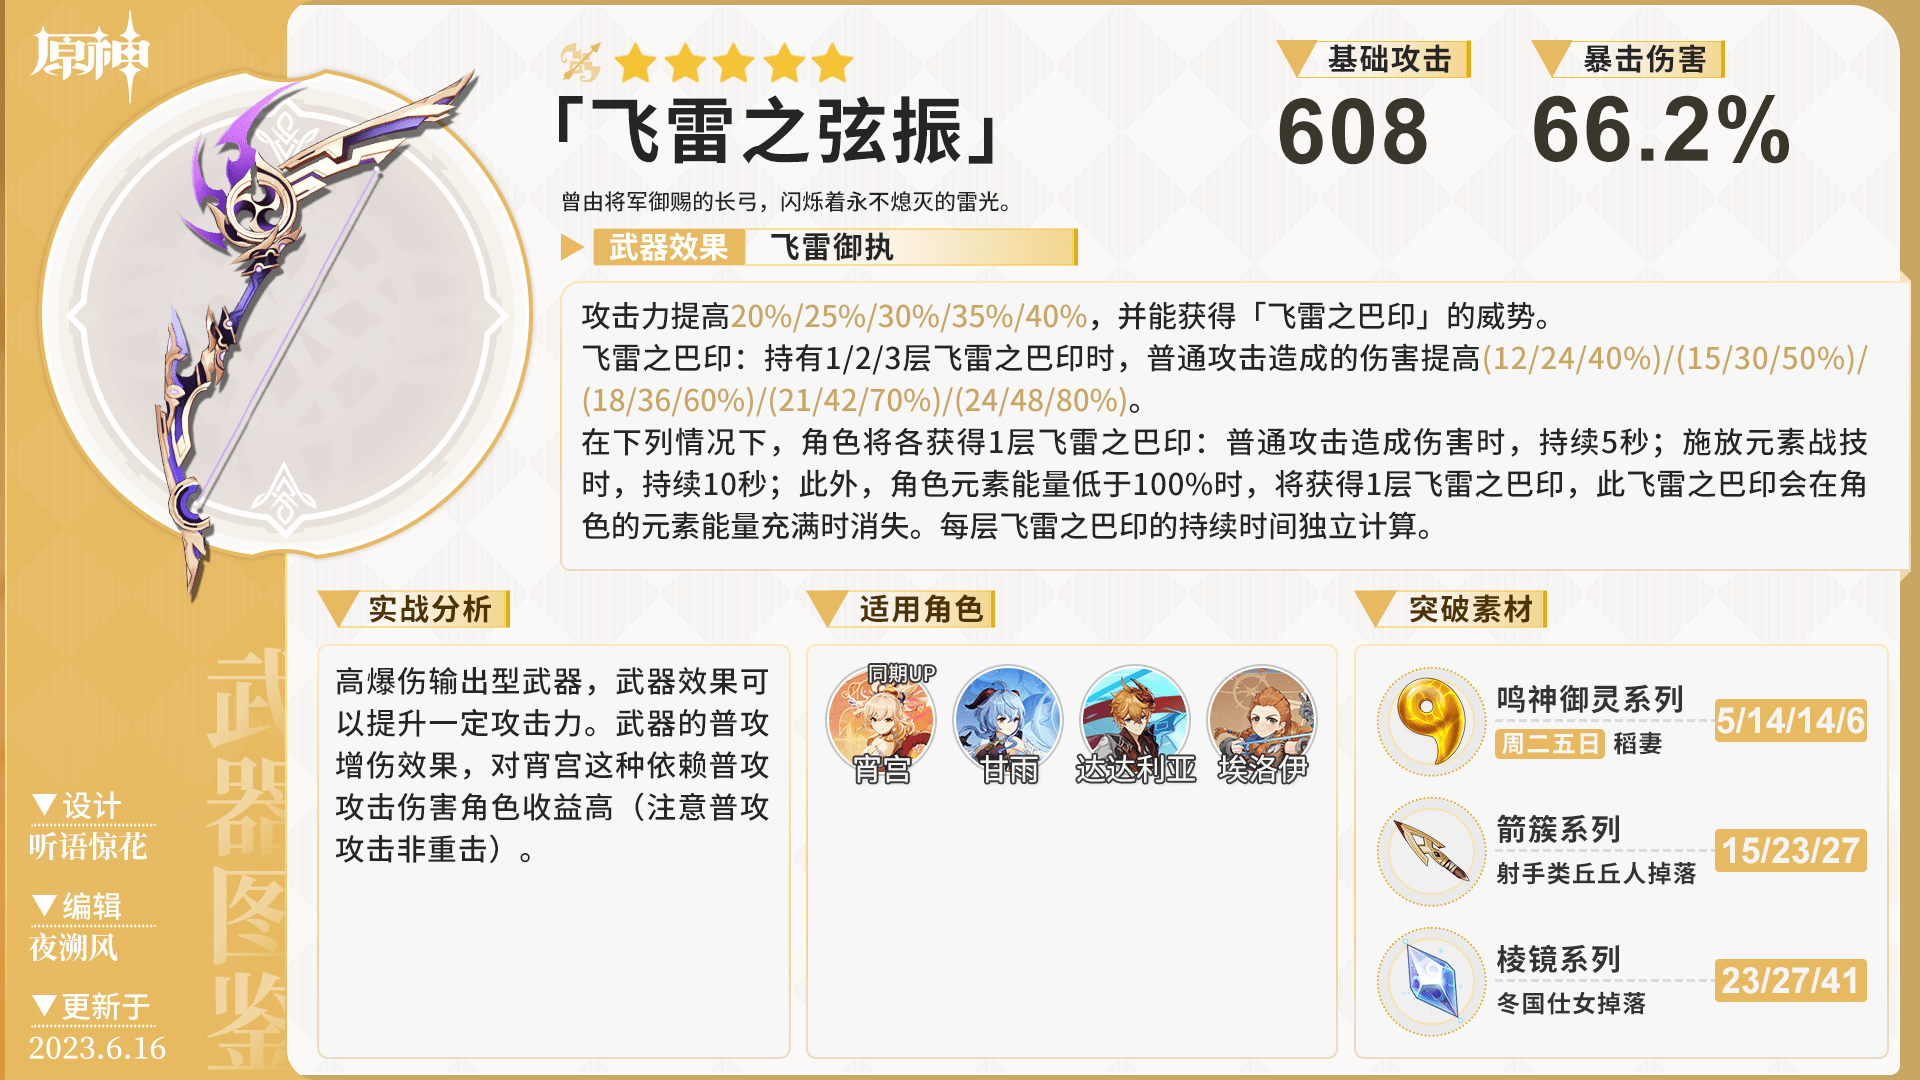 原神
「飞雷之弦振」
曾由将军御赐的长弓，闪烁着永不熄灭的雷光。
基础攻击
608
暴击伤害
66.2%
武器效果 飞雷御执
攻击力提高20%/25%/30%/35%/40%，并能获得「飞雷之巴印」的威势。
飞雷之巴印：持有1/2/3层飞雷之巴印时，普通攻击造成的伤害提高(12/24/40%)/(15/30/50%)/
(18/36/60%)/(21/42/70%)/(24/48/80%)。
在下列情况下，角色将各获得1层飞雷之巴印：普通攻击造成伤害时，持续5秒；施放元素战技
时，持续10秒；此外，角色元素能量低于100%时，将获得1层飞雷之巴印，此飞雷之巴印会在角
色的元素能量充满时消失。每层飞雷之巴印的持续时间独立计算。
实战分析
高爆伤输出型武器，武器效果可
以提升一定攻击力。武器的普攻
增伤效果，对宵宫这种依赖普攻
攻击伤害角色收益高（注意普攻
攻击非重击）。
适用角色
同期UP
宵宫
甘雨
达达利亚
埃洛伊
突破素材
鸣神御灵系列
周二五日 稻妻
5/14/14/6
箭簇系列
射手类丘丘人掉落
15/23/27
棱镜系列
冬国仕女掉落
23/27/41
武器图鉴
▼设计
听语惊花
▼编辑
夜溯风
▼更新于
2023.6.16